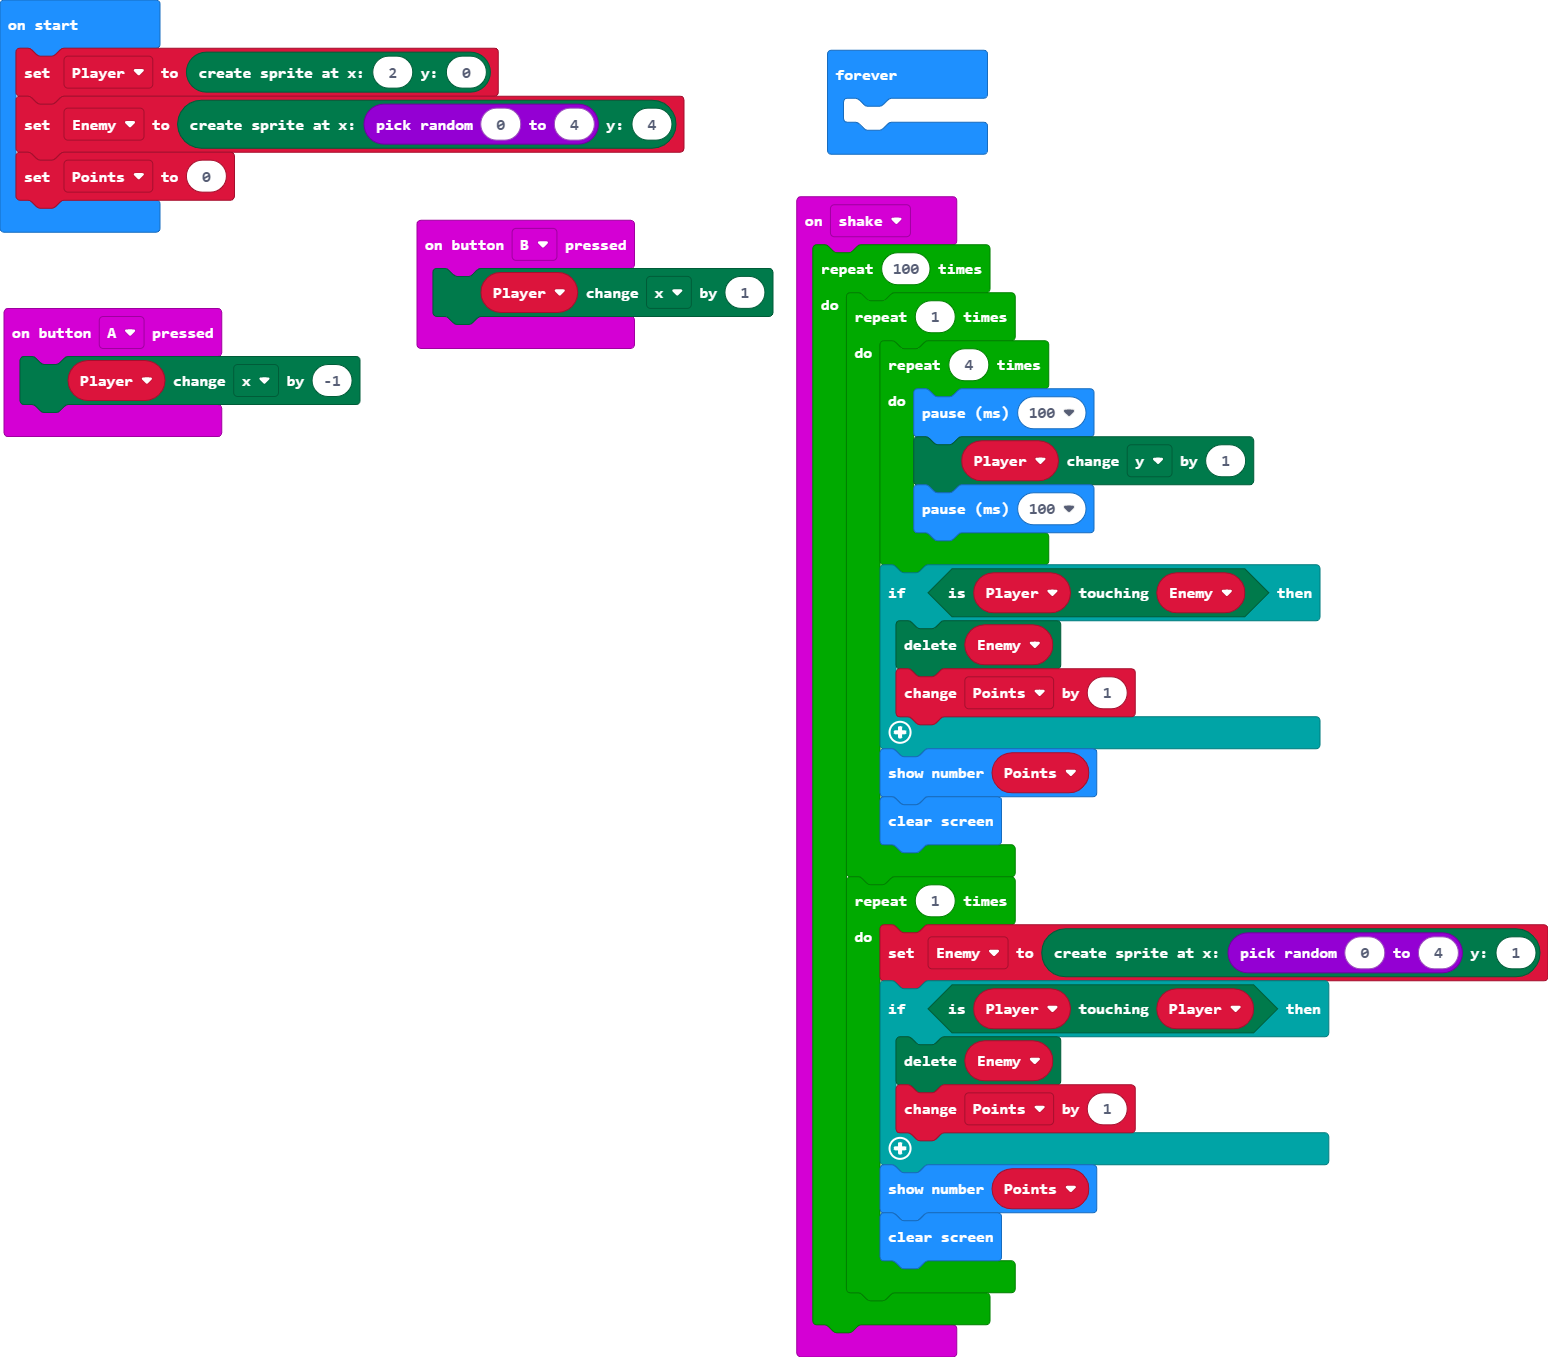 on start
set Player to create sprite at x: 2 y: 0
set Enemy to create sprite at x: pick random 0 to 4 y: 4
set Points to 0
on button A pressed
Player change x by -1
on button B pressed
Player change x by 1
forever
on shake
repeat 100 times
do
repeat 1 times
do
repeat 4 times
do
pause (ms) 100
Player change y by 1
pause (ms) 100
if is Player touching Enemy then
delete Enemy
change Points by 1
show number Points
clear screen
repeat 1 times
do
set Enemy to create sprite at x: pick random 0 to 4 y: 1
if is Player touching Player then
delete Enemy
change Points by 1
show number Points
clear screen